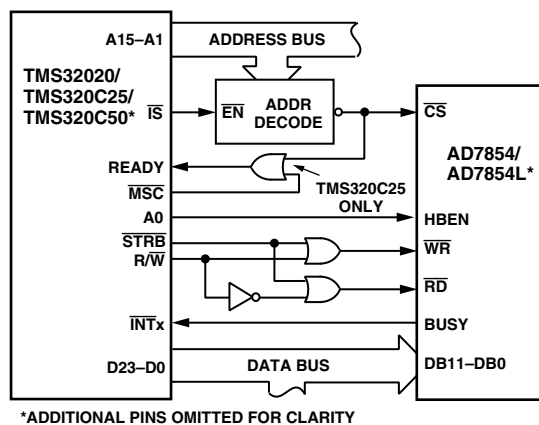 A15–A1
ADDRESS BUS
TMS32020/
TMS320C25/
TMS320C50*
IS
EN
ADDR
DECODE
CS
AD7854/
AD7854L*
READY
MSC
TMS320C25
ONLY
A0
HBEN
STRB
R/W
WR
RD
INTx
BUSY
D23–D0
DATA BUS
DB11–DB0
*ADDITIONAL PINS OMITTED FOR CLARITY